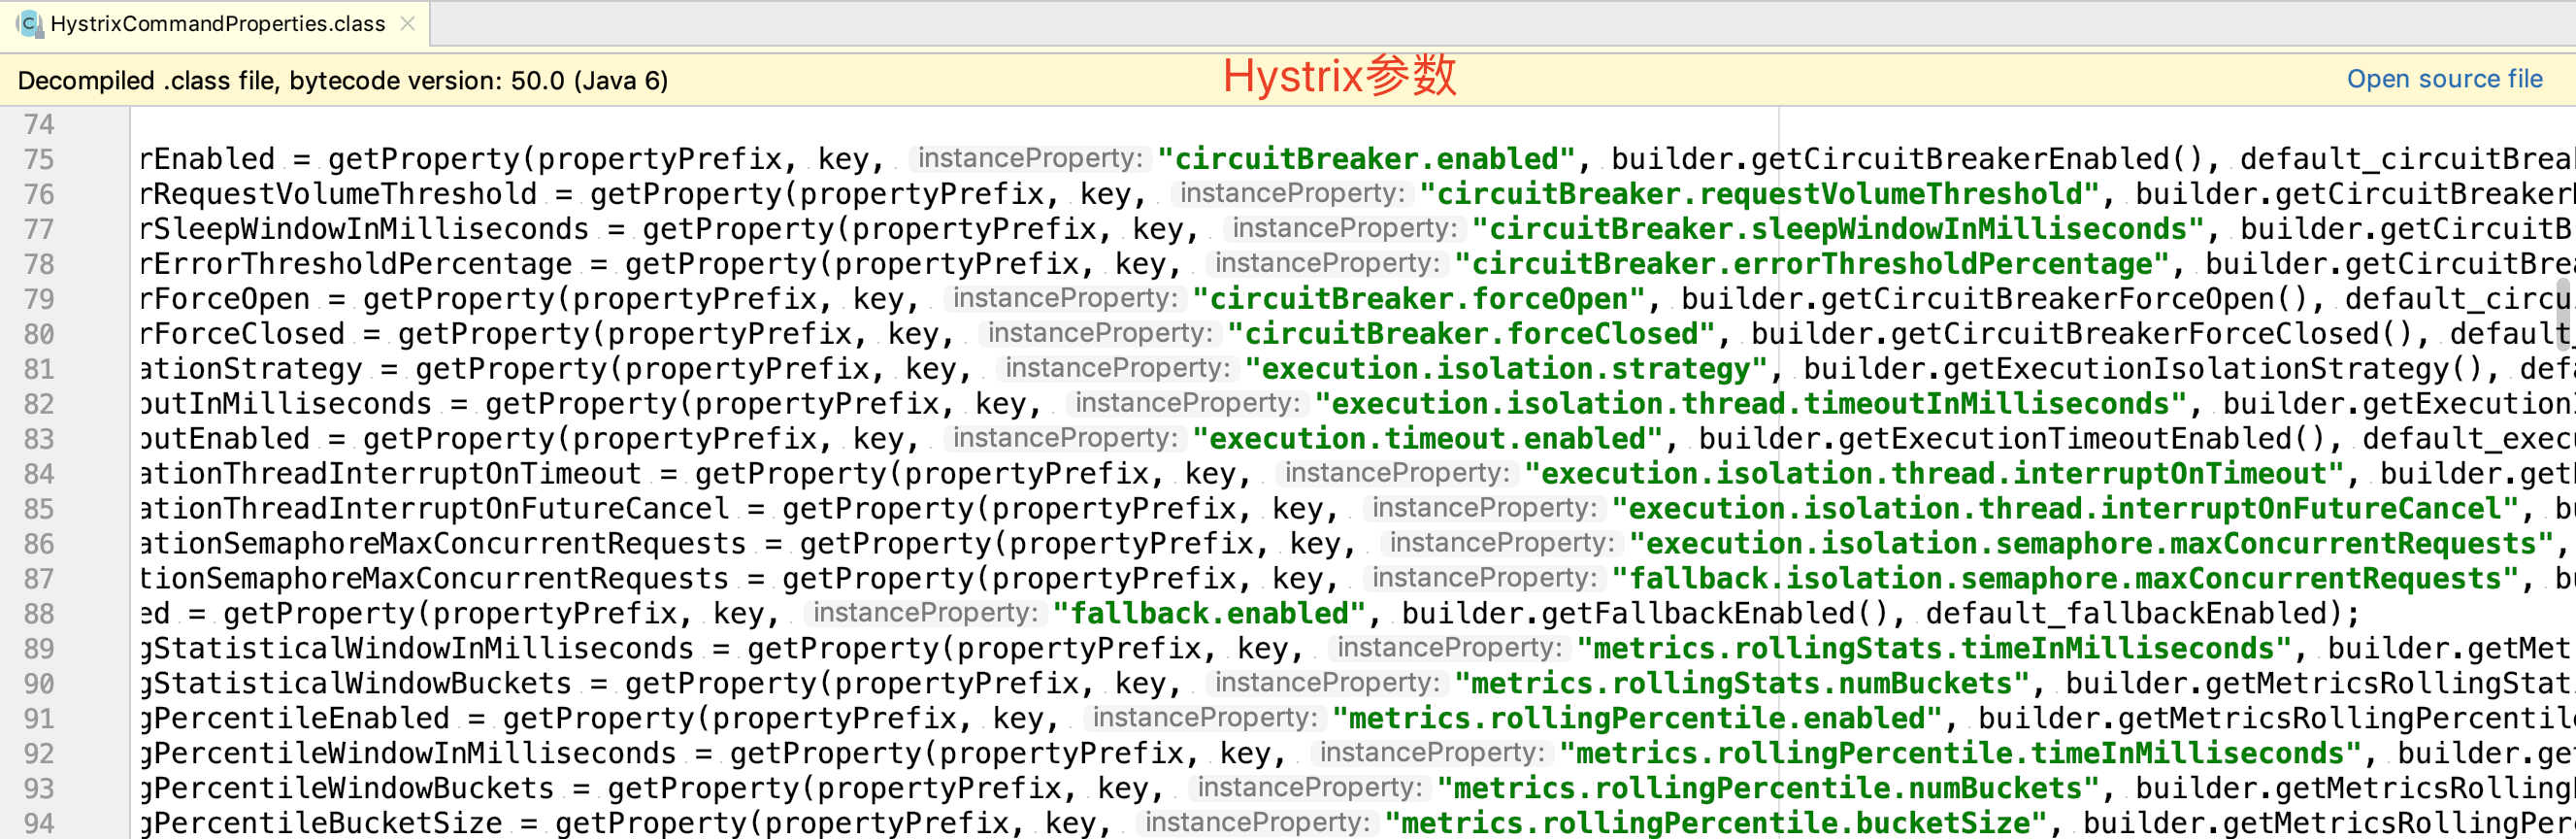 HystrixCommandProperties.class
Decompiled .class file, bytecode version: 50.0 (Java 6) Hystrix参数 Open source file
74
75 rEnabled = getProperty(propertyPrefix, key, instanceProperty: "circuitBreaker.enabled", builder.getCircuitBreakerEnabled(), default_circuitBrea
76 rRequestVolumeThreshold = getProperty(propertyPrefix, key, instanceProperty: "circuitBreaker.requestVolumeThreshold", builder.getCircuitBreaker
77 rSleepWindowInMilliseconds = getProperty(propertyPrefix, key, instanceProperty: "circuitBreaker.sleepWindowInMilliseconds", builder.getCircuitB
78 rErrorThresholdPercentage = getProperty(propertyPrefix, key, instanceProperty: "circuitBreaker.errorThresholdPercentage", builder.getCircuitBre
79 rForceOpen = getProperty(propertyPrefix, key, instanceProperty: "circuitBreaker.forceOpen", builder.getCircuitBreakerForceOpen(), default_circu
80 rForceClosed = getProperty(propertyPrefix, key, instanceProperty: "circuitBreaker.forceClosed", builder.getCircuitBreakerForceClosed(), default_
81 ationStrategy = getProperty(propertyPrefix, key, instanceProperty: "execution.isolation.strategy", builder.getExecutionIsolationStrategy(), defa
82 outInMilliseconds = getProperty(propertyPrefix, key, instanceProperty: "execution.isolation.thread.timeoutInMilliseconds", builder.getExecution
83 outEnabled = getProperty(propertyPrefix, key, instanceProperty: "execution.timeout.enabled", builder.getExecutionTimeoutEnabled(), default_execu
84 ationThreadInterruptOnTimeout = getProperty(propertyPrefix, key, instanceProperty: "execution.isolation.thread.interruptOnTimeout", builder.get
85 ationThreadInterruptOnFutureCancel = getProperty(propertyPrefix, key, instanceProperty: "execution.isolation.thread.interruptOnFutureCancel", bu
86 ationSemaphoreMaxConcurrentRequests = getProperty(propertyPrefix, key, instanceProperty: "execution.isolation.semaphore.maxConcurrentRequests",
87 tionSemaphoreMaxConcurrentRequests = getProperty(propertyPrefix, key, instanceProperty: "fallback.isolation.semaphore.maxConcurrentRequests", bu
88 ed = getProperty(propertyPrefix, key, instanceProperty: "fallback.enabled", builder.getFallbackEnabled(), default_fallbackEnabled);
89 gStatisticalWindowInMilliseconds = getProperty(propertyPrefix, key, instanceProperty: "metrics.rollingStats.timeInMilliseconds", builder.getMet
90 gStatisticalWindowBuckets = getProperty(propertyPrefix, key, instanceProperty: "metrics.rollingStats.numBuckets", builder.getMetricsRollingStat
91 gPercentileEnabled = getProperty(propertyPrefix, key, instanceProperty: "metrics.rollingPercentile.enabled", builder.getMetricsRollingPercentil
92 gPercentileWindowInMilliseconds = getProperty(propertyPrefix, key, instanceProperty: "metrics.rollingPercentile.timeInMilliseconds", builder.ge
93 gPercentileWindowBuckets = getProperty(propertyPrefix, key, instanceProperty: "metrics.rollingPercentile.numBuckets", builder.getMetricsRolling
94 gPercentileBucketSize = getProperty(propertyPrefix, key, instanceProperty: "metrics.rollingPercentile.bucketSize", builder.getMetricsRollingPer